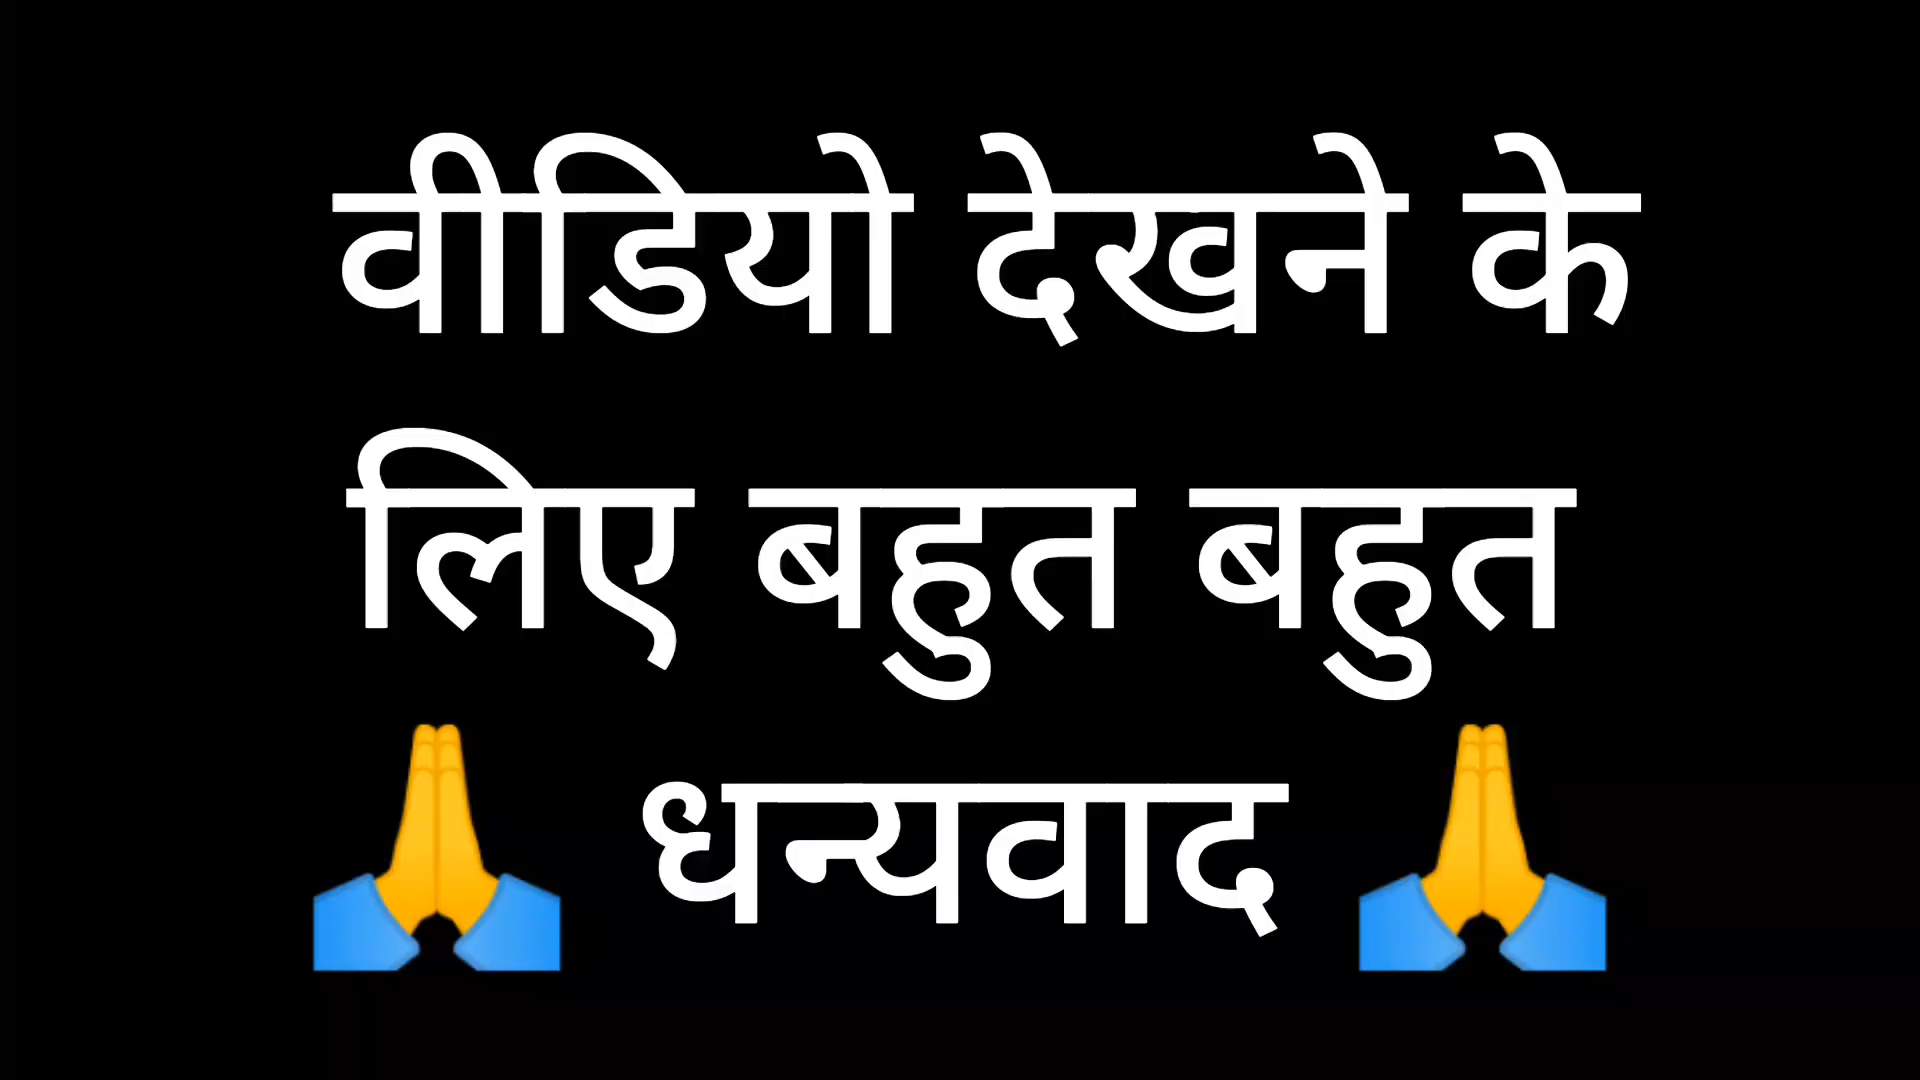 वीडियो देखने के
लिए बहुत बहुत
🙏 धन्यवाद 🙏